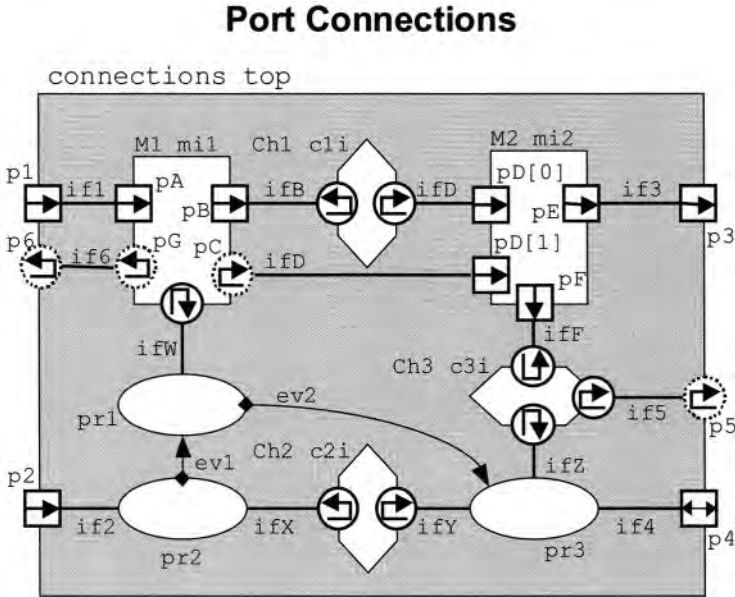 Port Connections
connections top
M1 mi1
Ch1 c1i
M2 mi2
p1
if1
pA
pB
ifB
ifD
pD[0]
pE
if3
p3
p6
if6
pG
pC
ifD
pD[1]
pF
ifW
ifF
Ch3 c3i
pr1
ev2
if5
p5
ev1
Ch2 c2i
ifZ
p2
if2
pr2
ifX
ifY
pr3
if4
p4